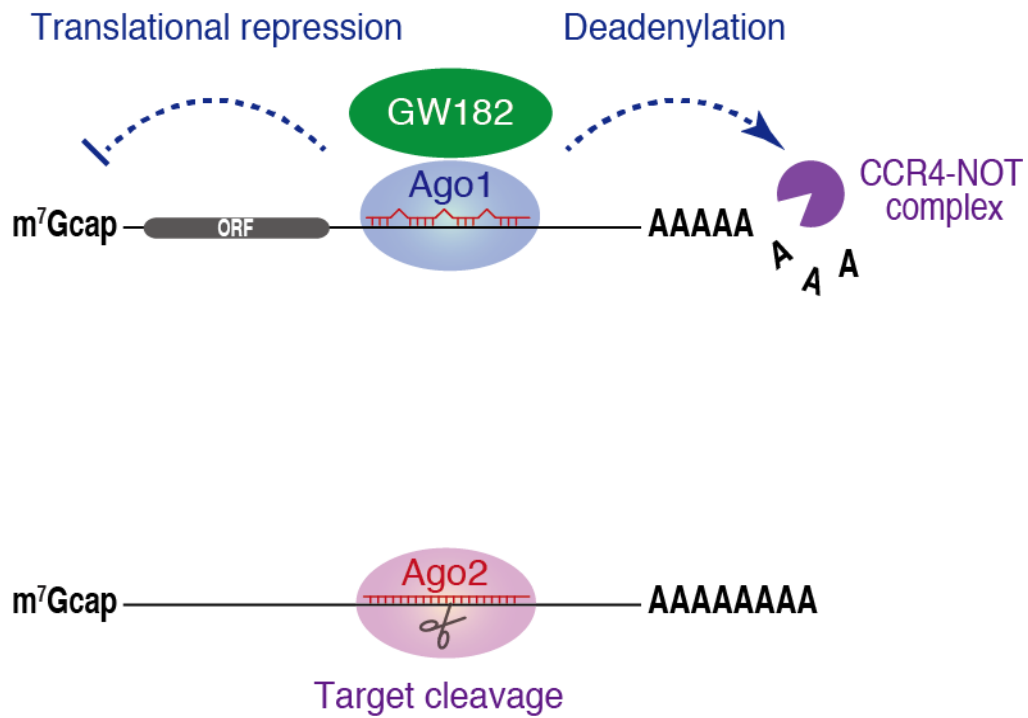 Translational repression
Deadenylation
GW182
Ago1
CCR4-NOT
complex
m⁷Gcap
ORF
AAAAA
A
A
A
Ago2
m⁷Gcap
AAAAAAAA
Target cleavage